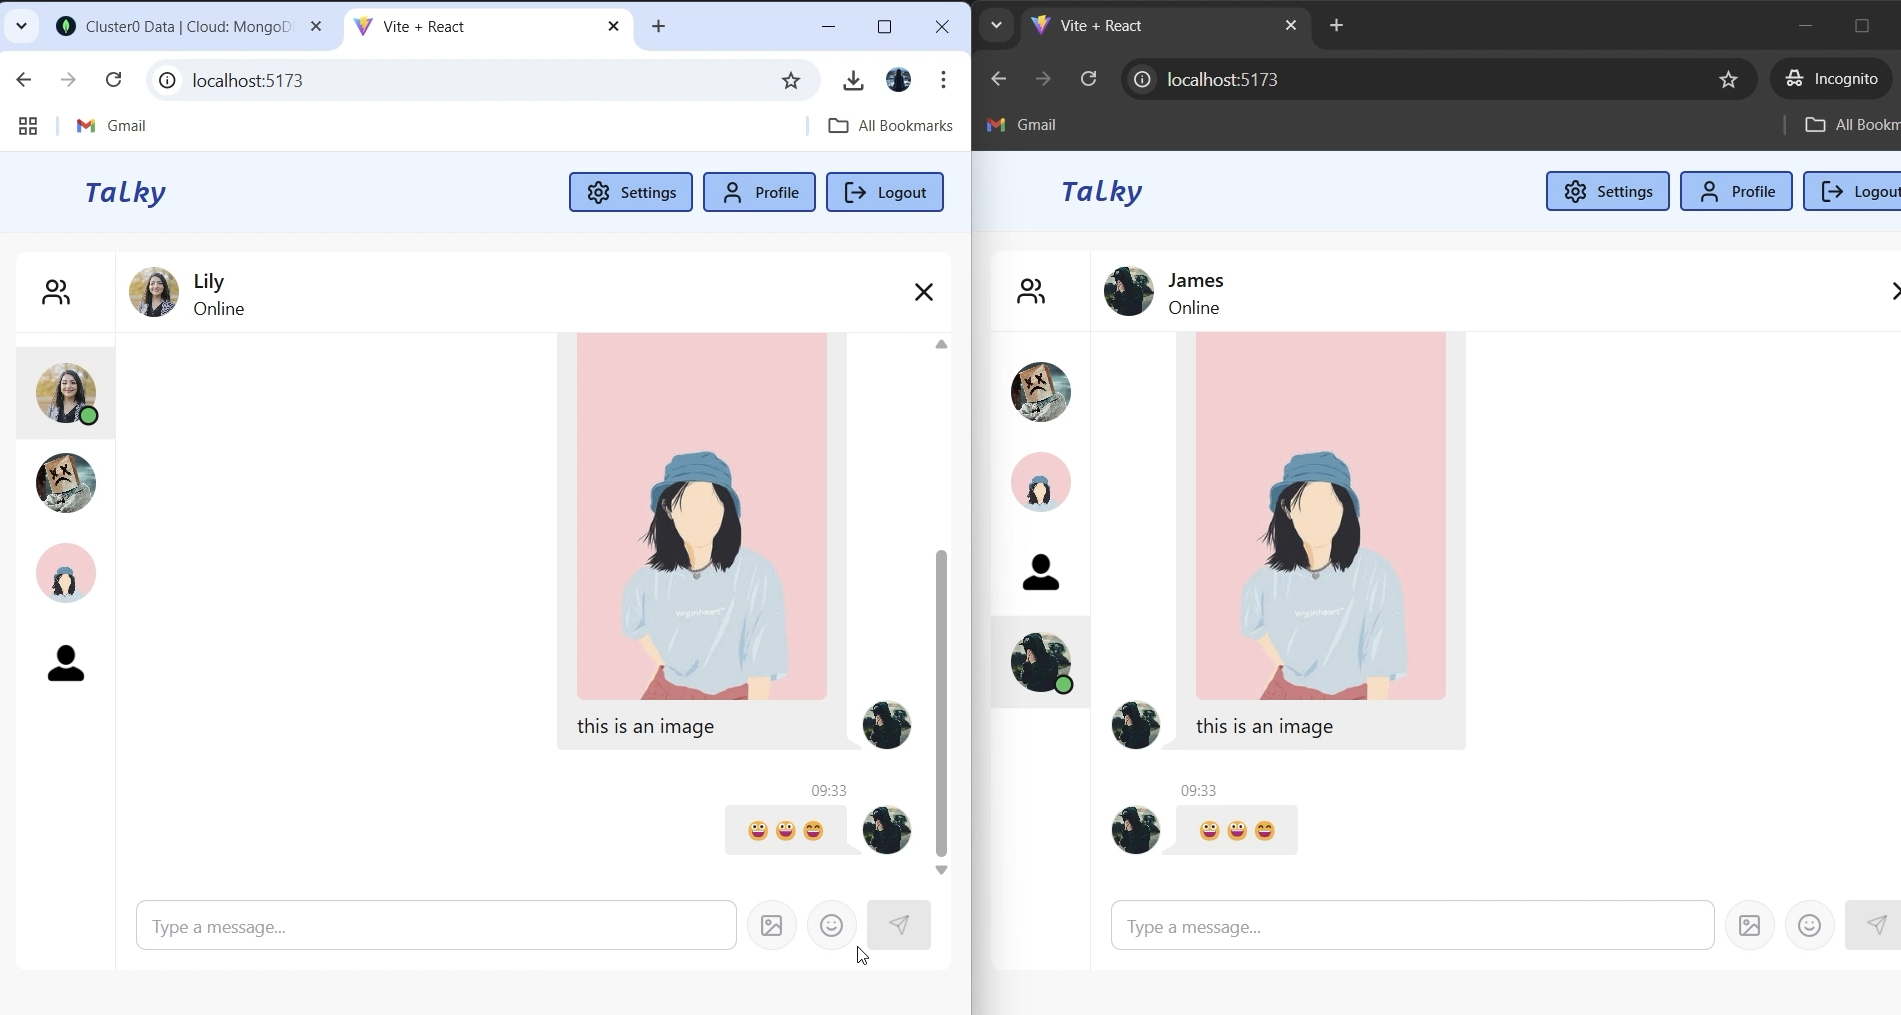 Cluster0 Data | Cloud: MongoD
Vite + React
localhost:5173
Gmail
All Bookmarks
Talky
Settings
Profile
Logout
Lily
Online
virginheart
this is an image
09:33
Type a message...
Vite + React
localhost:5173
Incognito
Gmail
All Bookm
Talky
Settings
Profile
Logout
James
Online
virginheart
this is an image
09:33
Type a message...